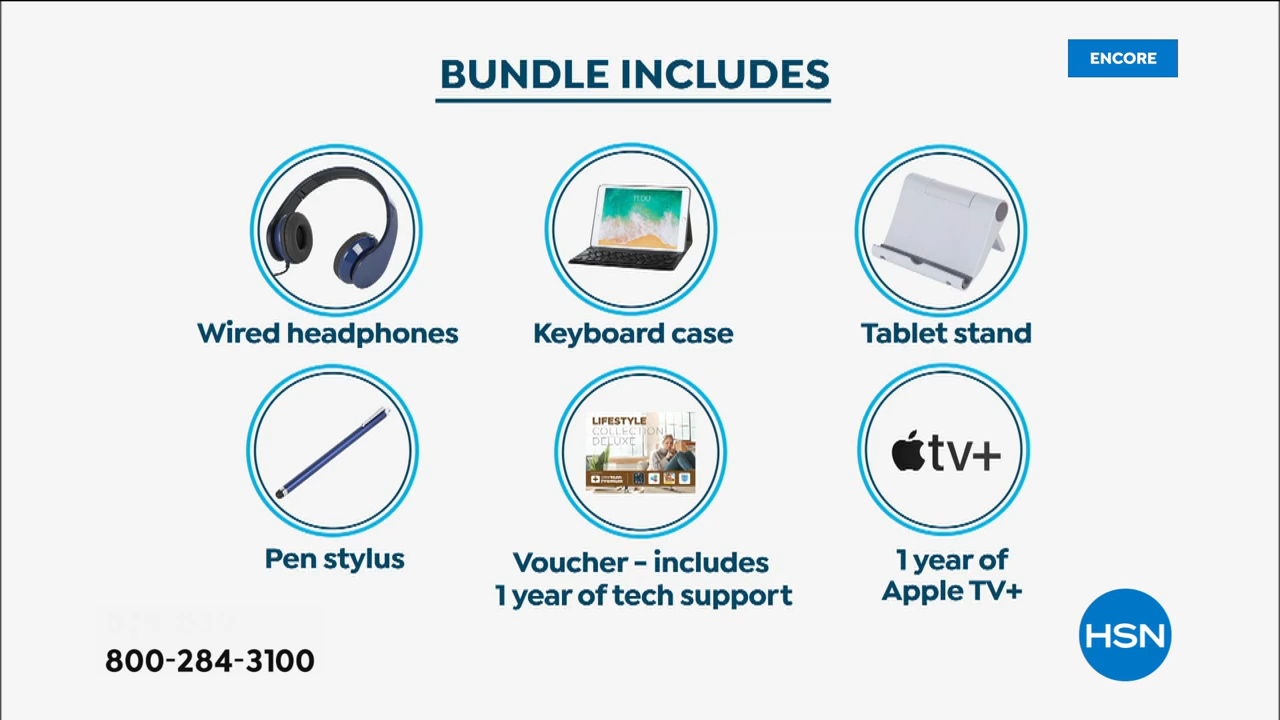 BUNDLE INCLUDES
ENCORE
Wired headphones
Keyboard case
Tablet stand
LIFESTYLE
COLLECTION
DELUXE
tv+
Pen stylus
Voucher – includes
1 year of tech support
1 year of
Apple TV+
800-284-3100
HSN